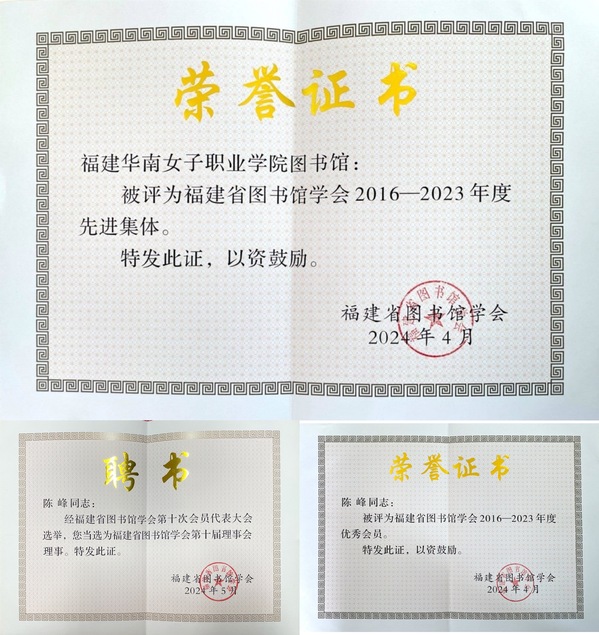 荣誉证书
福建华南女子职业学院图书馆：
被评为福建省图书馆学会2016—2023年度
先进集体。
特发此证，以资鼓励。
福建省图书馆学会
2024年4月
聘书
陈峰同志：
经福建省图书馆学会第十次会员代表大会
选举，您当选为福建省图书馆学会第十届理事会
理事。特发此证。
福建省图书馆学会
2024年5月
荣誉证书
陈峰同志：
被评为福建省图书馆学会2016—2023年度
优秀会员。
特发此证，以资鼓励。
福建省图书馆学会
2024年4月